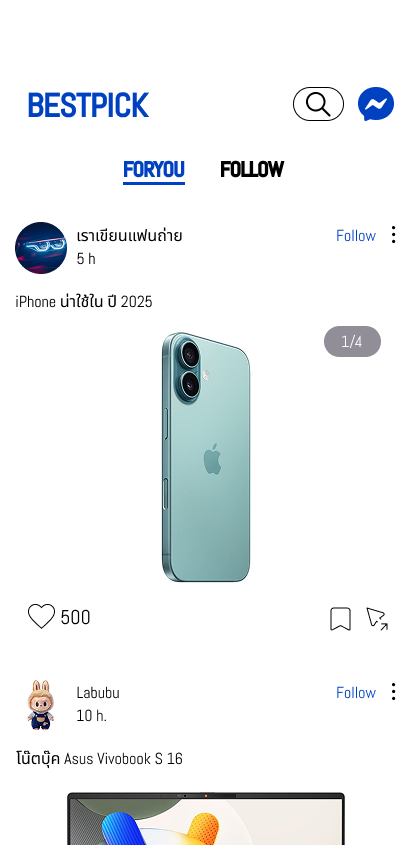 BESTPICK
FORYOU FOLLOW
เราเขียนแฟนถ่าย Follow
5 h
iPhone น่าใช้ใน ปี 2025
1/4
500
Labubu Follow
10 h.
โน๊ตบุ๊ค Asus Vivobook S 16